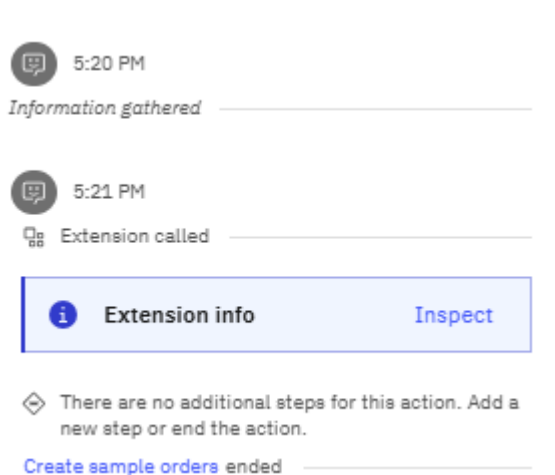 5:20 PM
Information gathered
5:21 PM
Extension called
Extension info Inspect
There are no additional steps for this action. Add a
new step or end the action.
Create sample orders ended